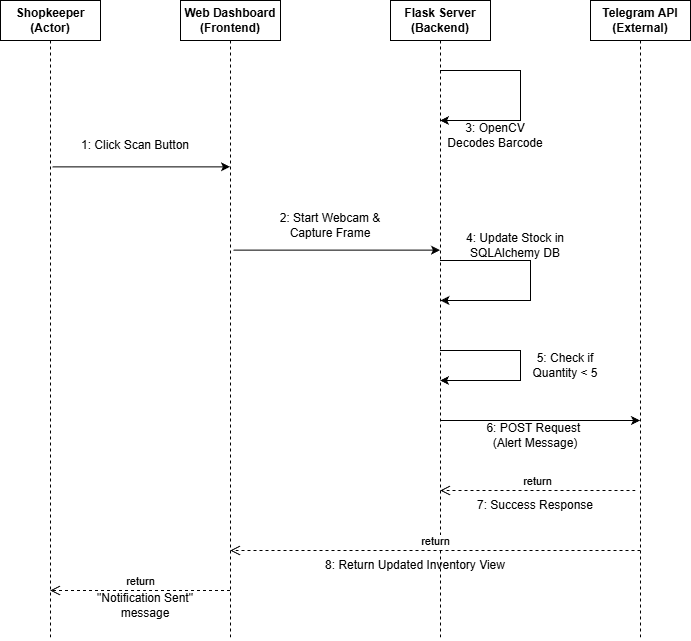 Shopkeeper
(Actor)
Web Dashboard
(Frontend)
Flask Server
(Backend)
Telegram API
(External)
3: OpenCV
Decodes Barcode
1: Click Scan Button
2: Start Webcam &
Capture Frame
4: Update Stock in
SQLAlchemy DB
5: Check if
Quantity < 5
6: POST Request
(Alert Message)
return
7: Success Response
return
8: Return Updated Inventory View
return
"Notification Sent"
message